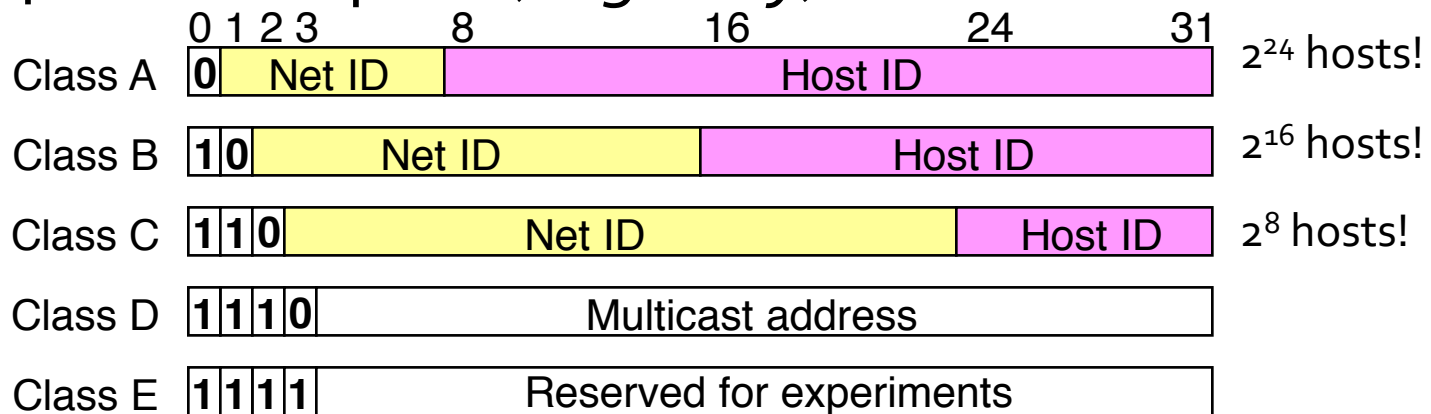 0 1 2 3 8 16 24 31
Class A 0 Net ID Host ID 2²⁴ hosts!
Class B 1 0 Net ID Host ID 2¹⁶ hosts!
Class C 1 1 0 Net ID Host ID 2⁸ hosts!
Class D 1 1 1 0 Multicast address
Class E 1 1 1 1 Reserved for experiments